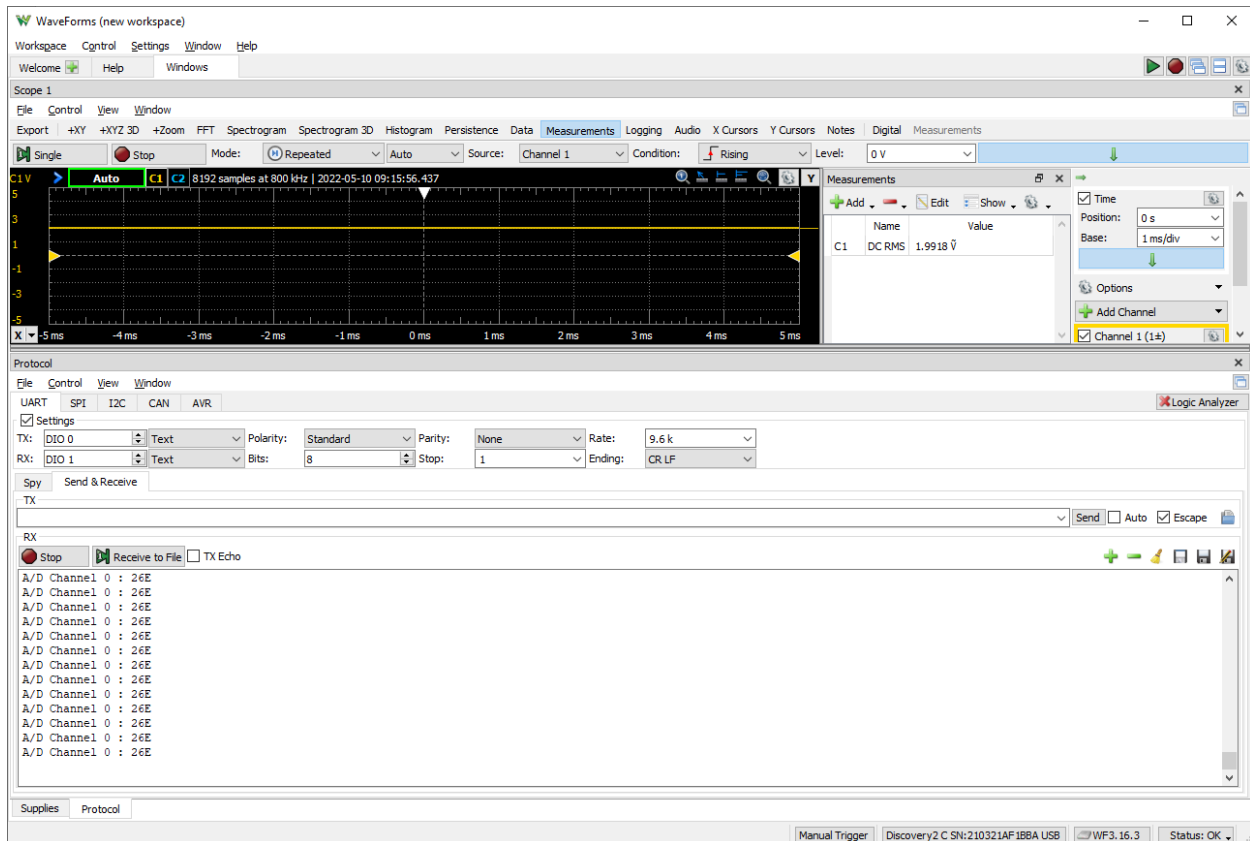 WaveForms (new workspace)
Workspace Control Settings Window Help
Welcome Help Windows
Scope 1
File Control View Window
Export +XY +XYZ 3D +Zoom FFT Spectrogram Spectrogram 3D Histogram Persistence Data Measurements Logging Audio X Cursors Y Cursors Notes Digital Measurements
Single Stop Mode: Repeated Auto Source: Channel 1 Condition: Rising Level: 0 V
C1 V Auto C1 C2 8192 samples at 800 kHz | 2022-05-10 09:15:56.437 Y
5
3
1
-1
-3
-5
X -5 ms -4 ms -3 ms -2 ms -1 ms 0 ms 1 ms 2 ms 3 ms 4 ms 5 ms
Measurements
Add Edit Show
Name Value
C1 DC RMS 1.9918 Ṽ
Time
Position: 0 s
Base: 1 ms/div
Options
Add Channel
Channel 1 (1±)
Protocol
File Control View Window
UART SPI I2C CAN AVR Logic Analyzer
Settings
TX: DIO 0 Text Polarity: Standard Parity: None Rate: 9.6 k
RX: DIO 1 Text Bits: 8 Stop: 1 Ending: CR LF
Spy Send & Receive
TX
Send Auto Escape
RX
Stop Receive to File TX Echo
A/D Channel 0 : 26E
A/D Channel 0 : 26E
A/D Channel 0 : 26E
A/D Channel 0 : 26E
A/D Channel 0 : 26E
A/D Channel 0 : 26E
A/D Channel 0 : 26E
A/D Channel 0 : 26E
A/D Channel 0 : 26E
A/D Channel 0 : 26E
A/D Channel 0 : 26E
A/D Channel 0 : 26E
A/D Channel 0 : 26E
Supplies Protocol
Manual Trigger Discovery2 C SN:210321AF1BBA USB WF3.16.3 Status: OK